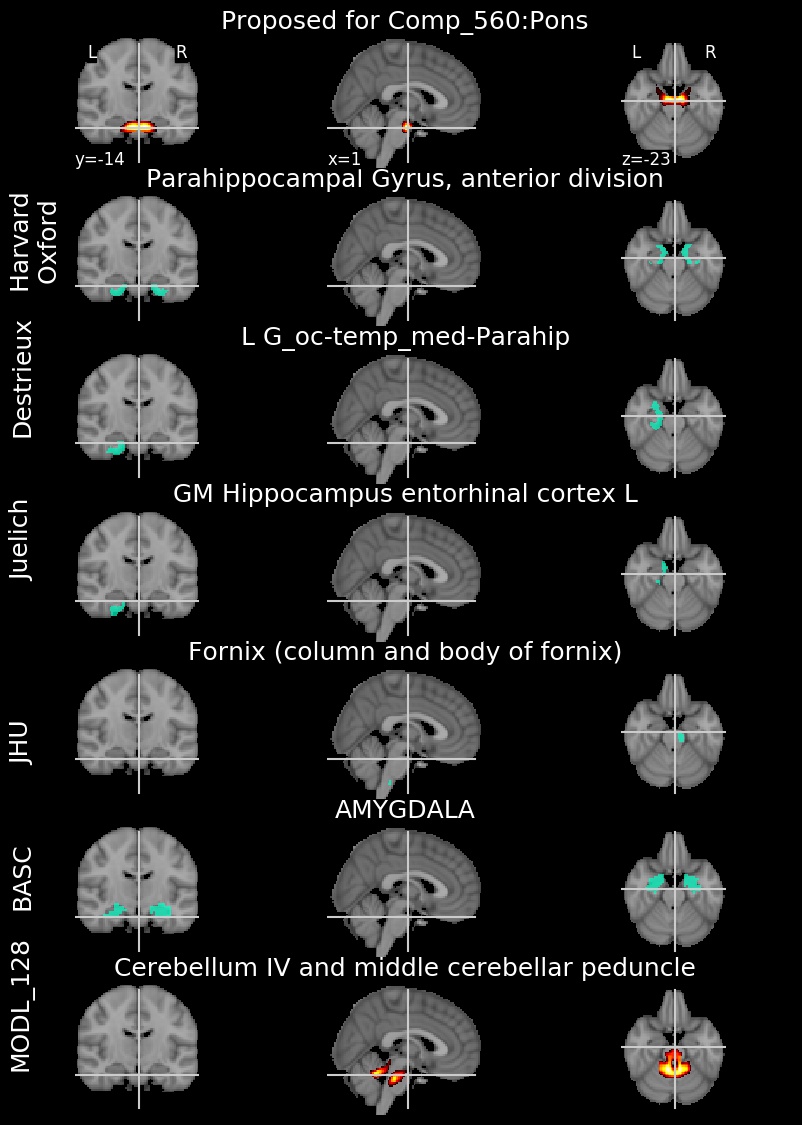 Proposed for Comp_560:Pons
L R L R
y=-14 x=1 z=-23
Parahippocampal Gyrus, anterior division
Harvard
Oxford
L G_oc-temp_med-Parahip
Destrieux
GM Hippocampus entorhinal cortex L
Juelich
Fornix (column and body of fornix)
JHU
AMYGDALA
BASC
Cerebellum IV and middle cerebellar peduncle
MODL_128